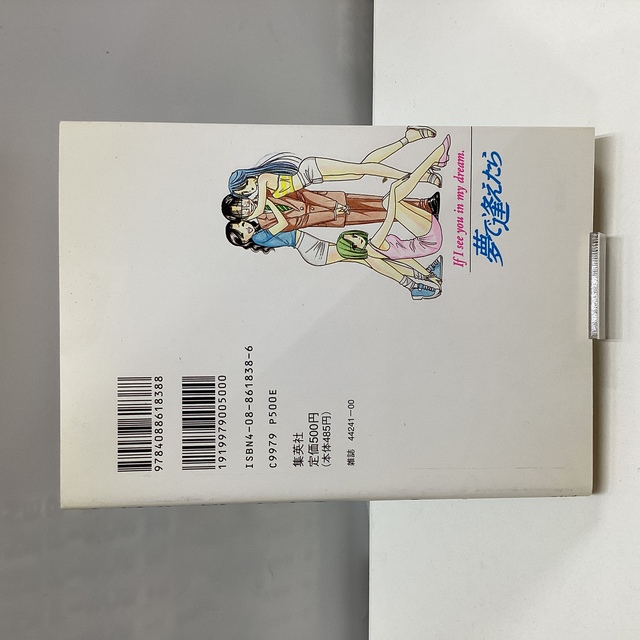 If I see you in my dream.
夢で逢えたら
9784088618388
1919979005000
ISBN4-08-861838-6
C9979 P500E
集英社
定価500円
(本体485円)
雑誌 44241-00